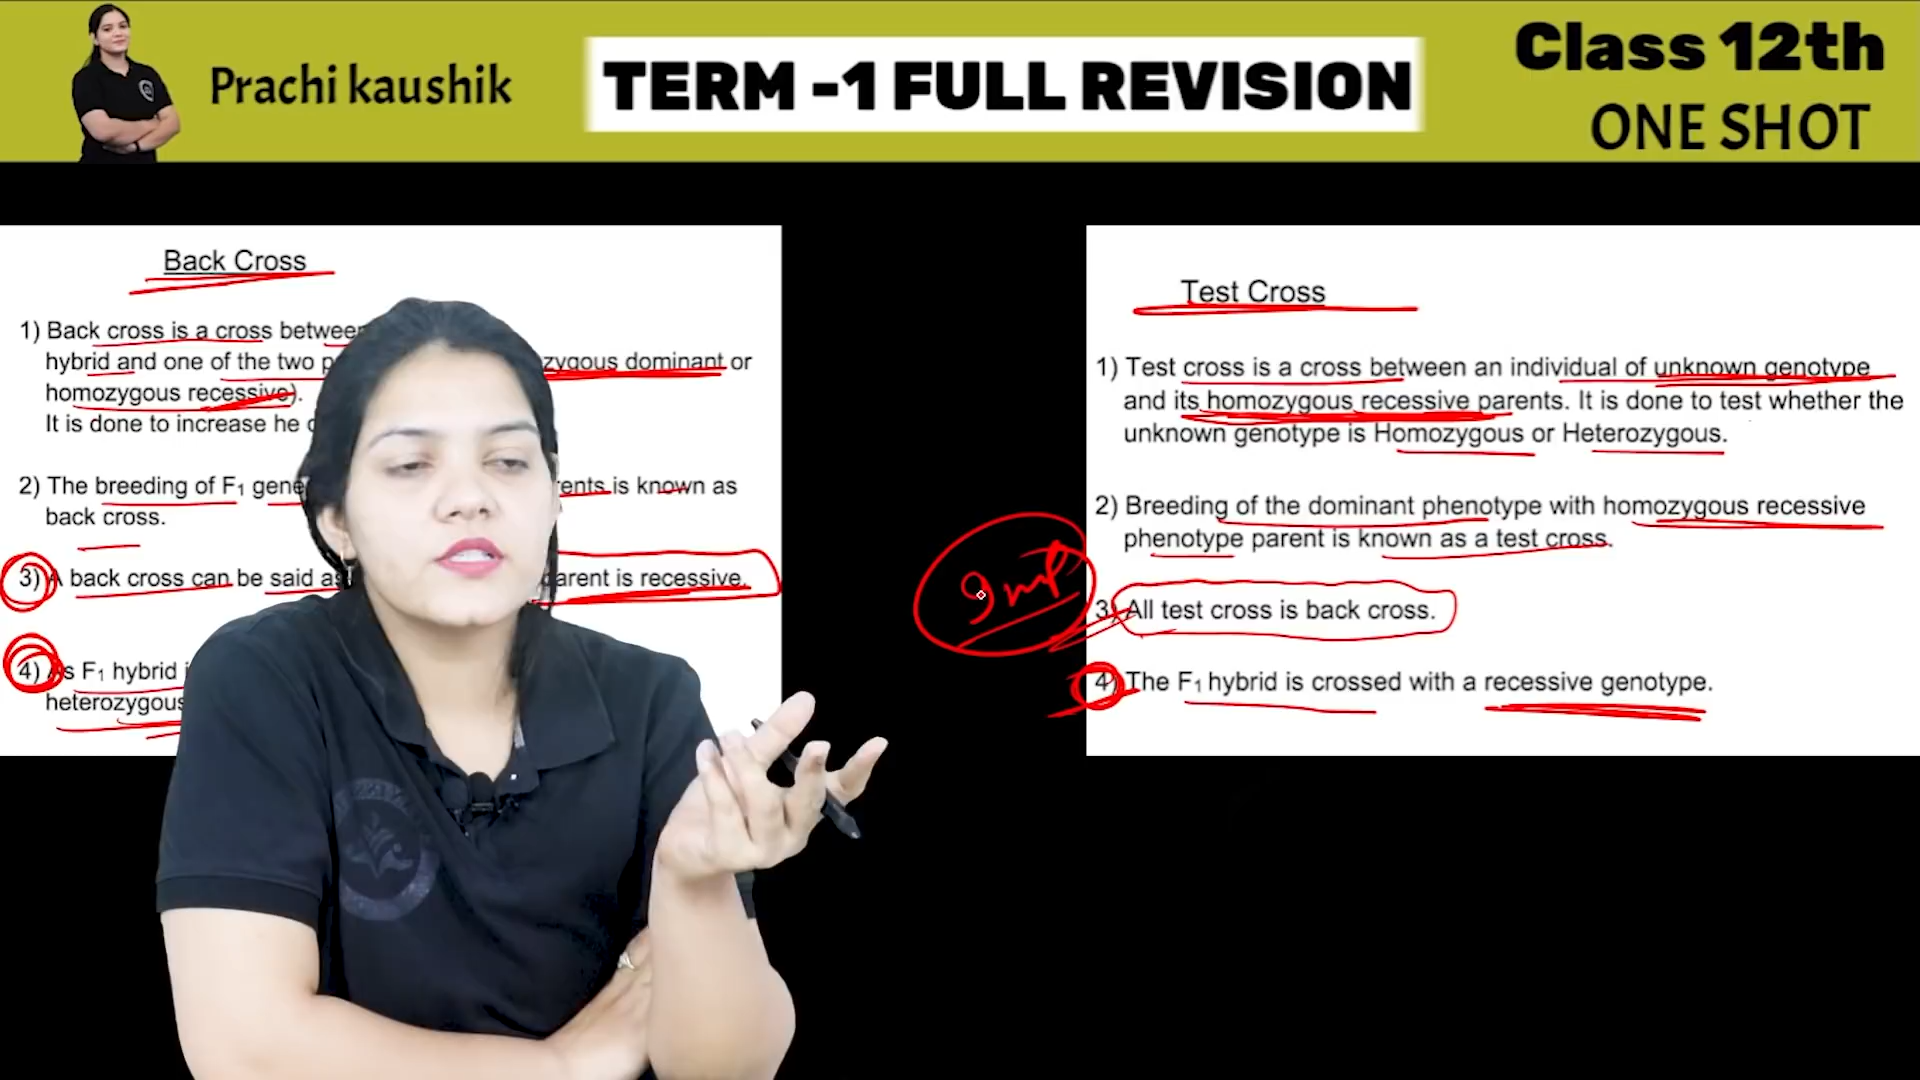 Prachi kaushik
TERM -1 FULL REVISION
Class 12th
ONE SHOT
Back Cross
1) Back cross is a cross between
hybrid and one of the two dominant or
homozygous recessive).
It is done to increase he
2) The breeding of F₁ is known as
back cross.
3) back cross can be said as parent is recessive.
4) As F₁ hybrid
heterozygous
Test Cross
1) Test cross is a cross between an individual of unknown genotype
and its homozygous recessive parents. It is done to test whether the
unknown genotype is Homozygous or Heterozygous.
2) Breeding of the dominant phenotype with homozygous recessive
phenotype parent is known as a test cross.
3) All test cross is back cross.
4) The F₁ hybrid is crossed with a recessive genotype.
Imp